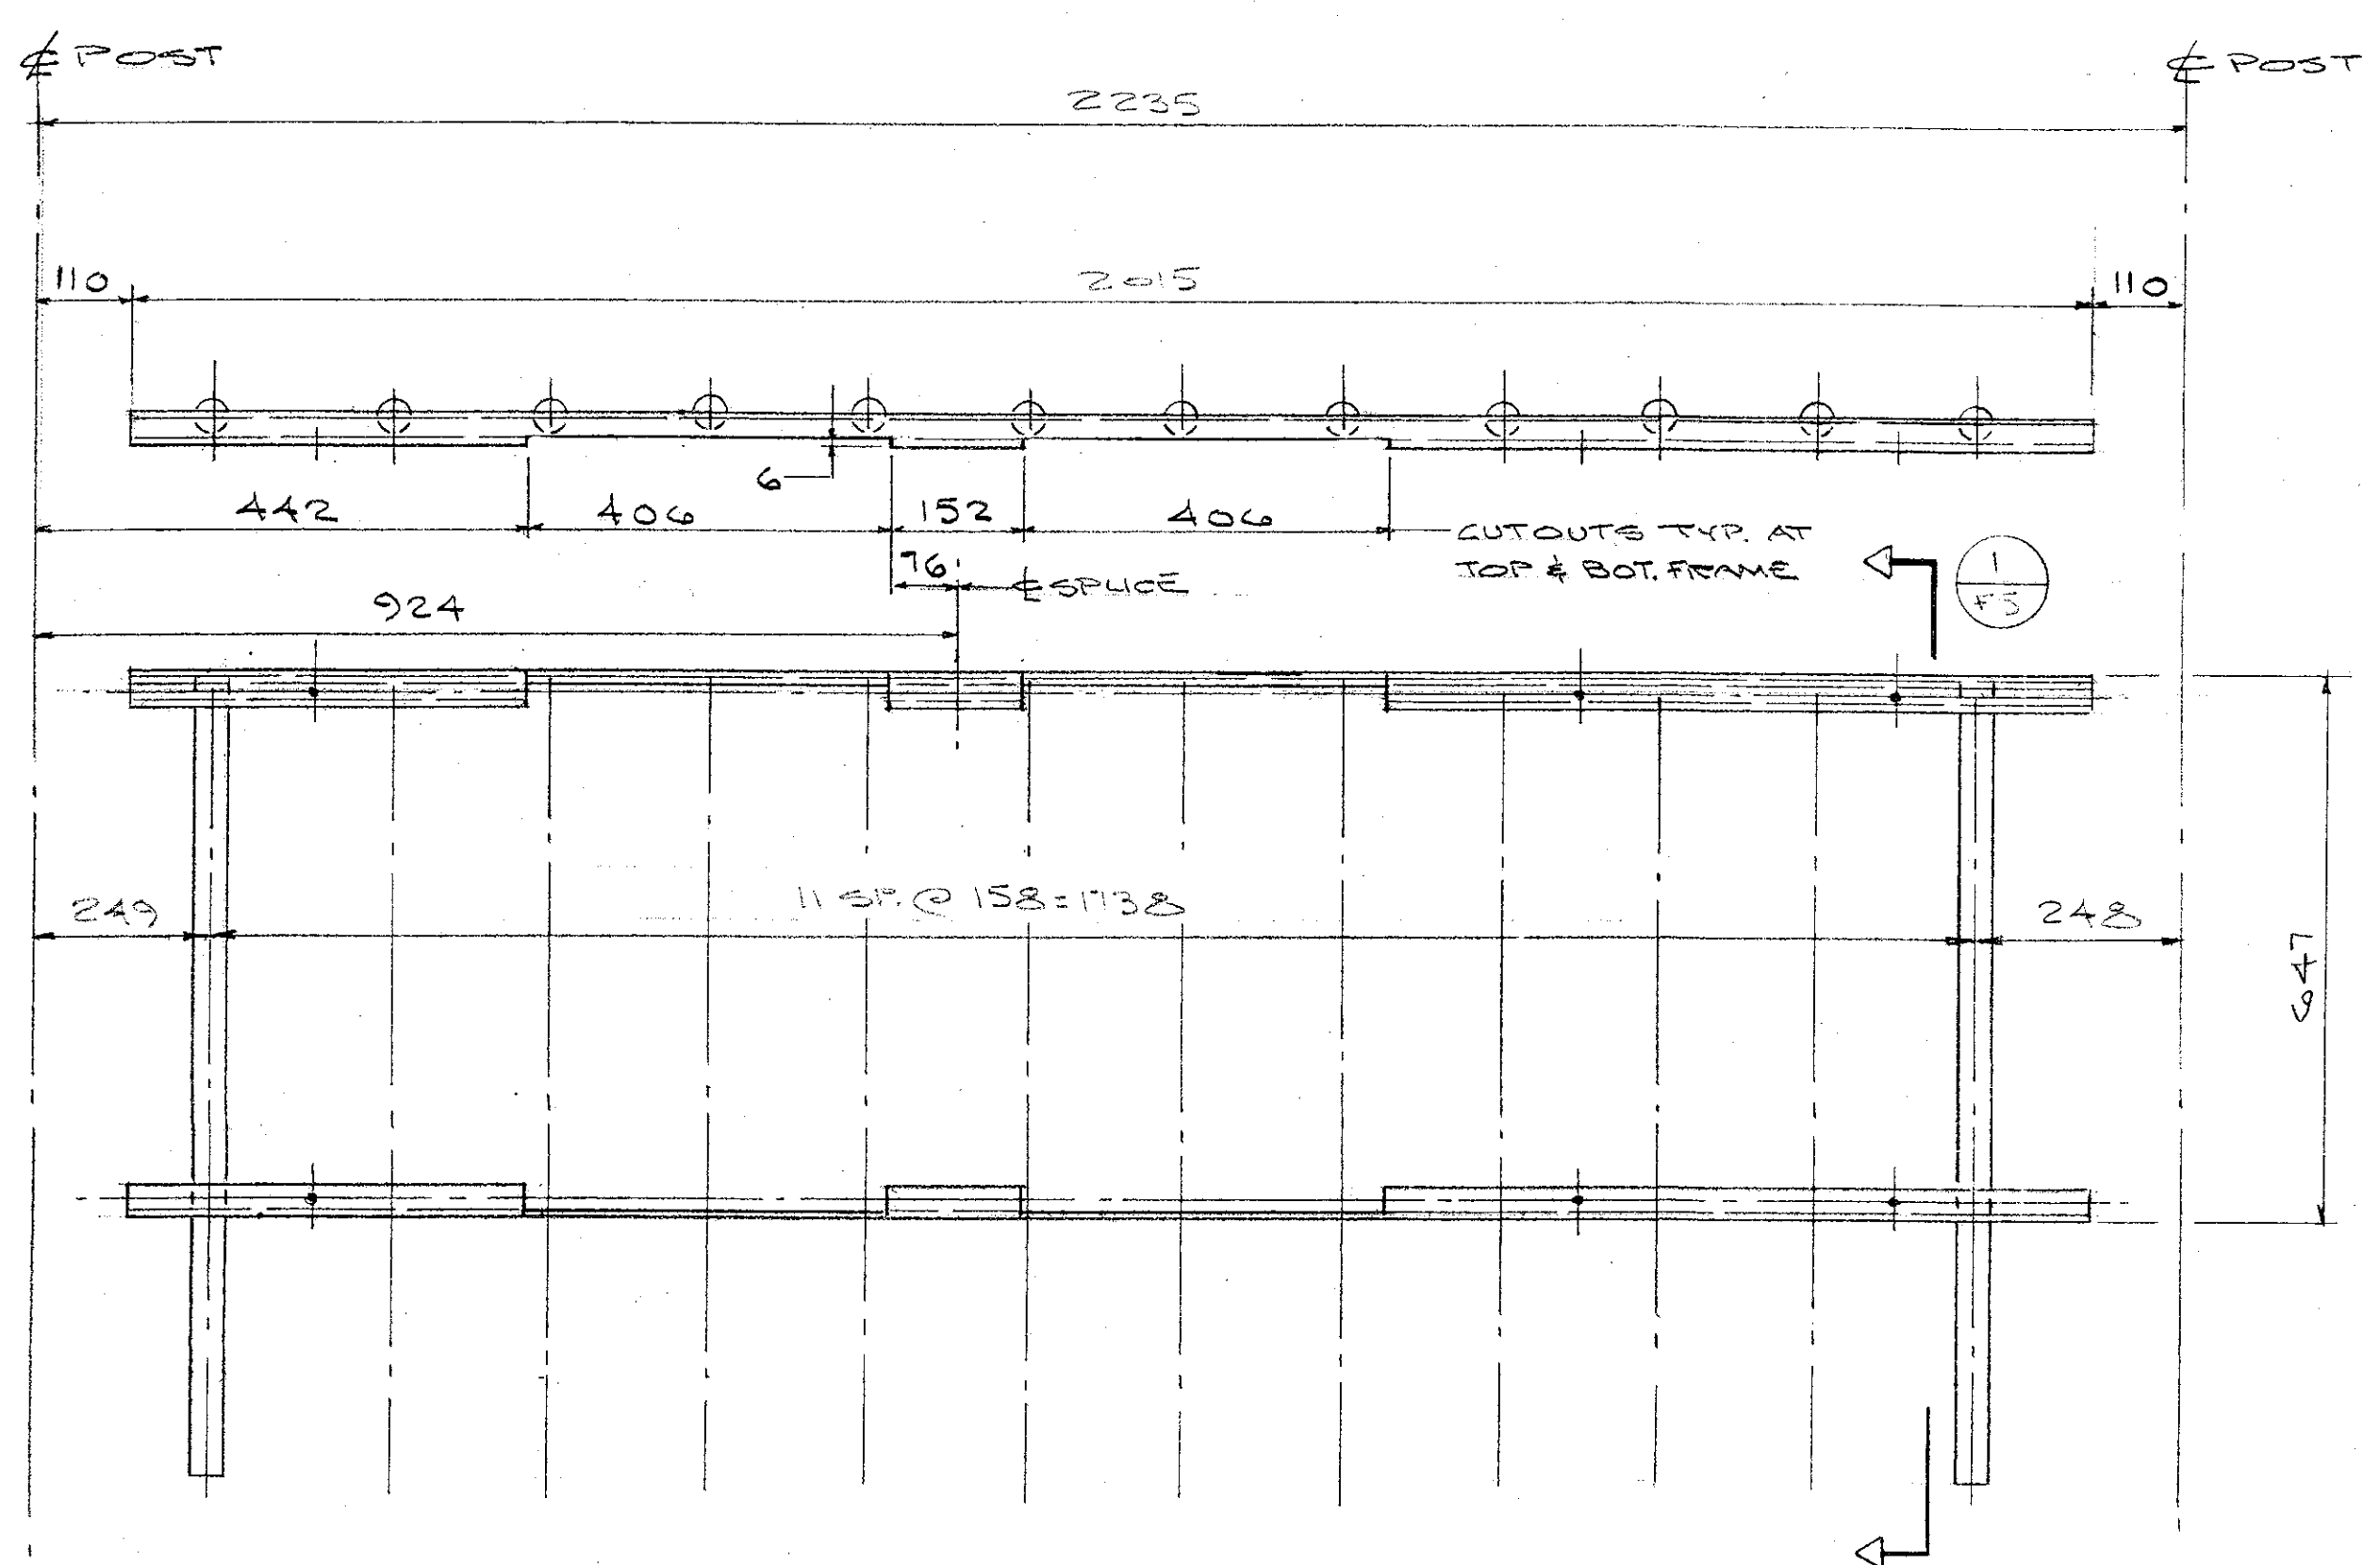 ℄ POST
℄ POST
2235
110
2015
110
6
442
406
152
406
CUTOUTS TYP. AT
TOP & BOT. FRAME
76
℄ SPLICE
1
F5
924
11 SP. @ 158 = 1738
249
248
647